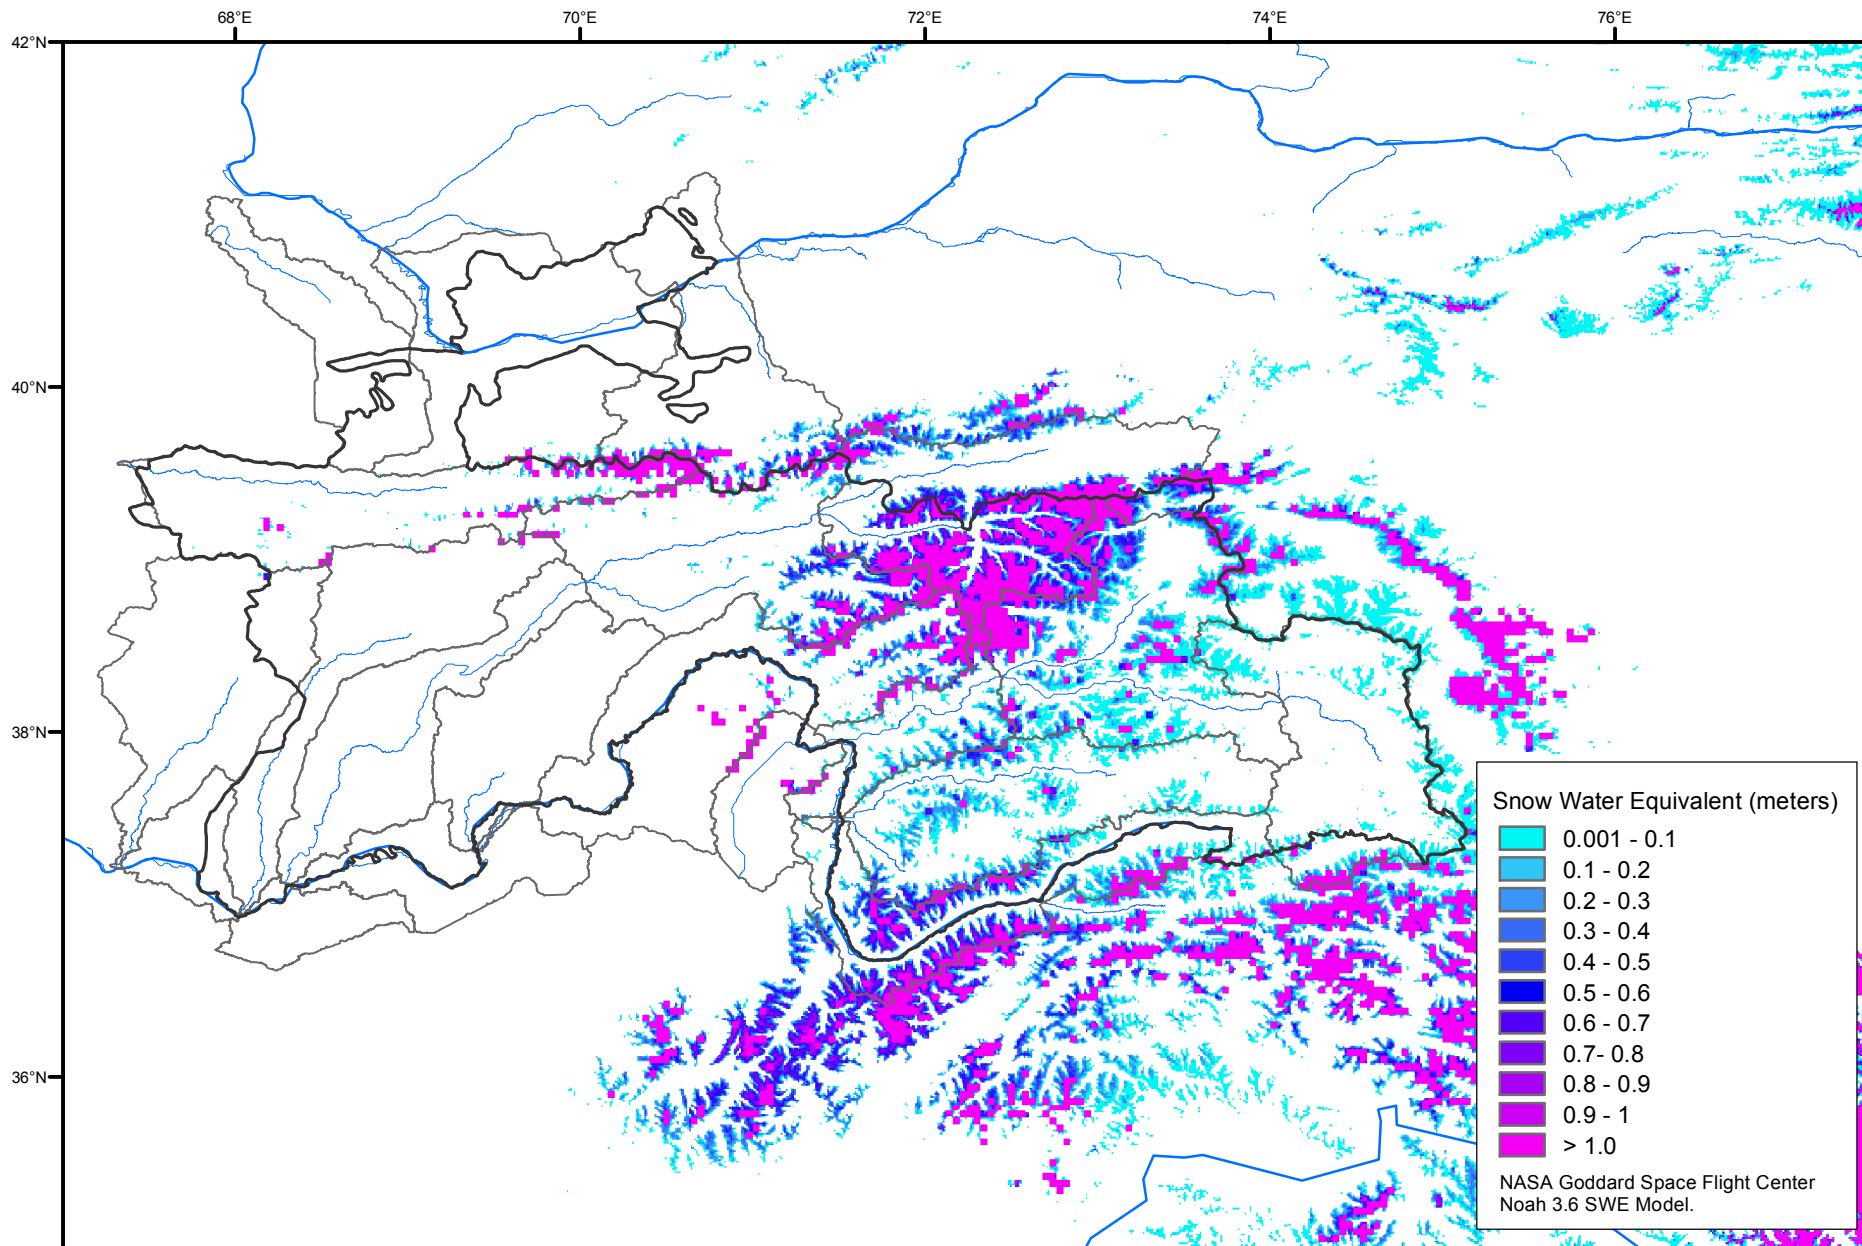 68°E
70°E
72°E
74°E
76°E
42°N
40°N
38°N
36°N
Snow Water Equivalent (meters)
0.001 - 0.1
0.1 - 0.2
0.2 - 0.3
0.3 - 0.4
0.4 - 0.5
0.5 - 0.6
0.6 - 0.7
0.7- 0.8
0.8 - 0.9
0.9 - 1
> 1.0
NASA Goddard Space Flight Center
Noah 3.6 SWE Model.